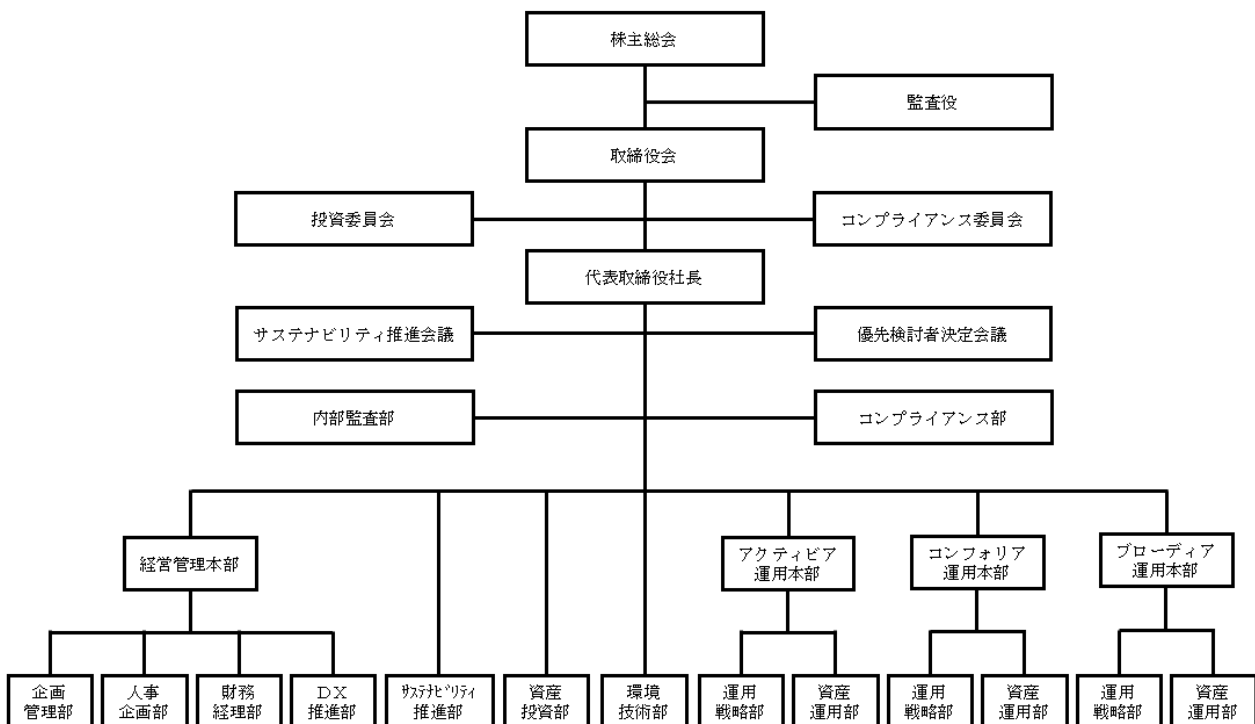 株主総会
監査役
取締役会
投資委員会
コンプライアンス委員会
代表取締役社長
サステナビリティ推進会議
優先検討者決定会議
内部監査部
コンプライアンス部
経営管理本部
アクティビア
運用本部
コンフォリア
運用本部
ブローディア
運用本部
企画
管理部
人事
企画部
財務
経理部
ＤＸ
推進部
ｻｽﾃﾅﾋﾞﾘﾃｨ
推進部
資産
投資部
環境
技術部
運用
戦略部
資産
運用部
運用
戦略部
資産
運用部
運用
戦略部
資産
運用部